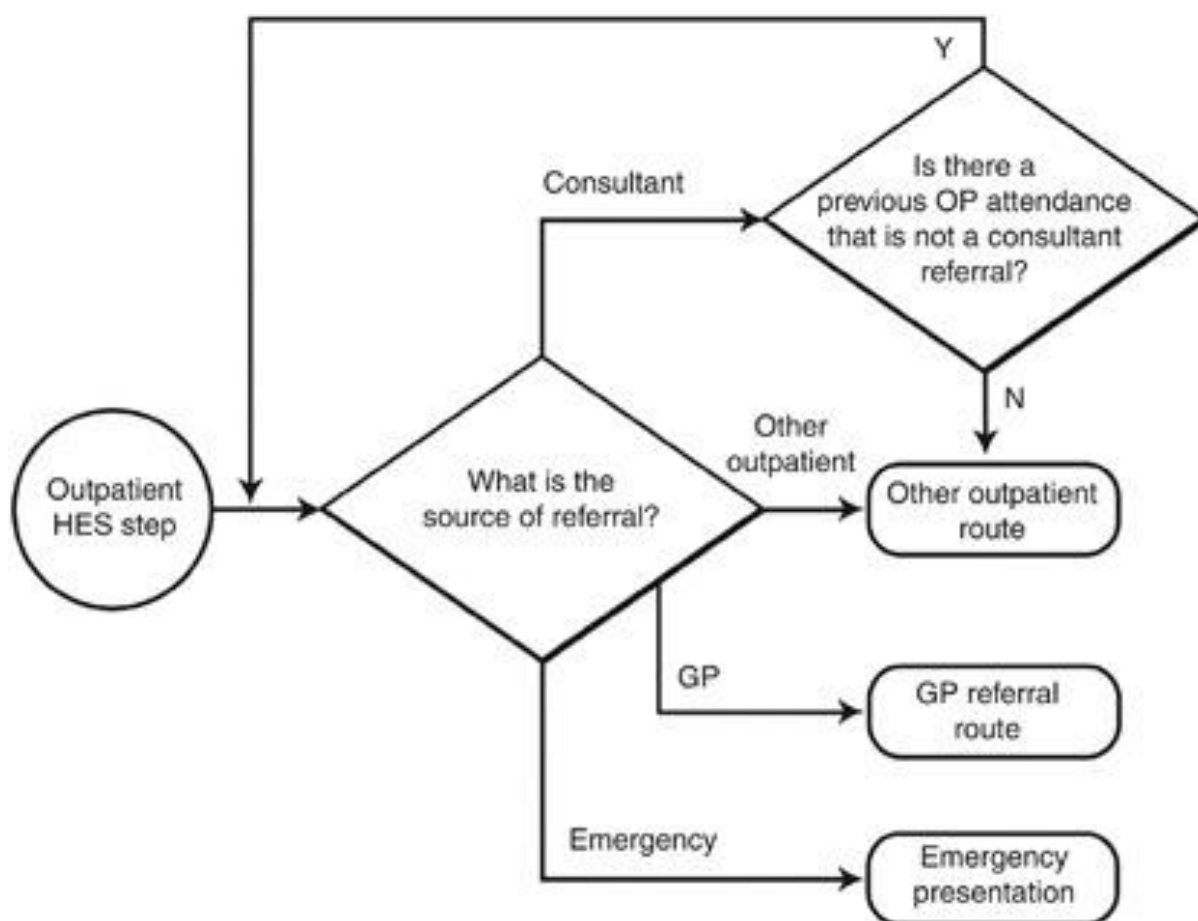 Y
Consultant
Is there a
previous OP attendance
that is not a consultant
referral?
N
Outpatient
HES step
What is the
source of referral?
Other
outpatient
Other outpatient
route
GP
GP referral
route
Emergency
Emergency
presentation